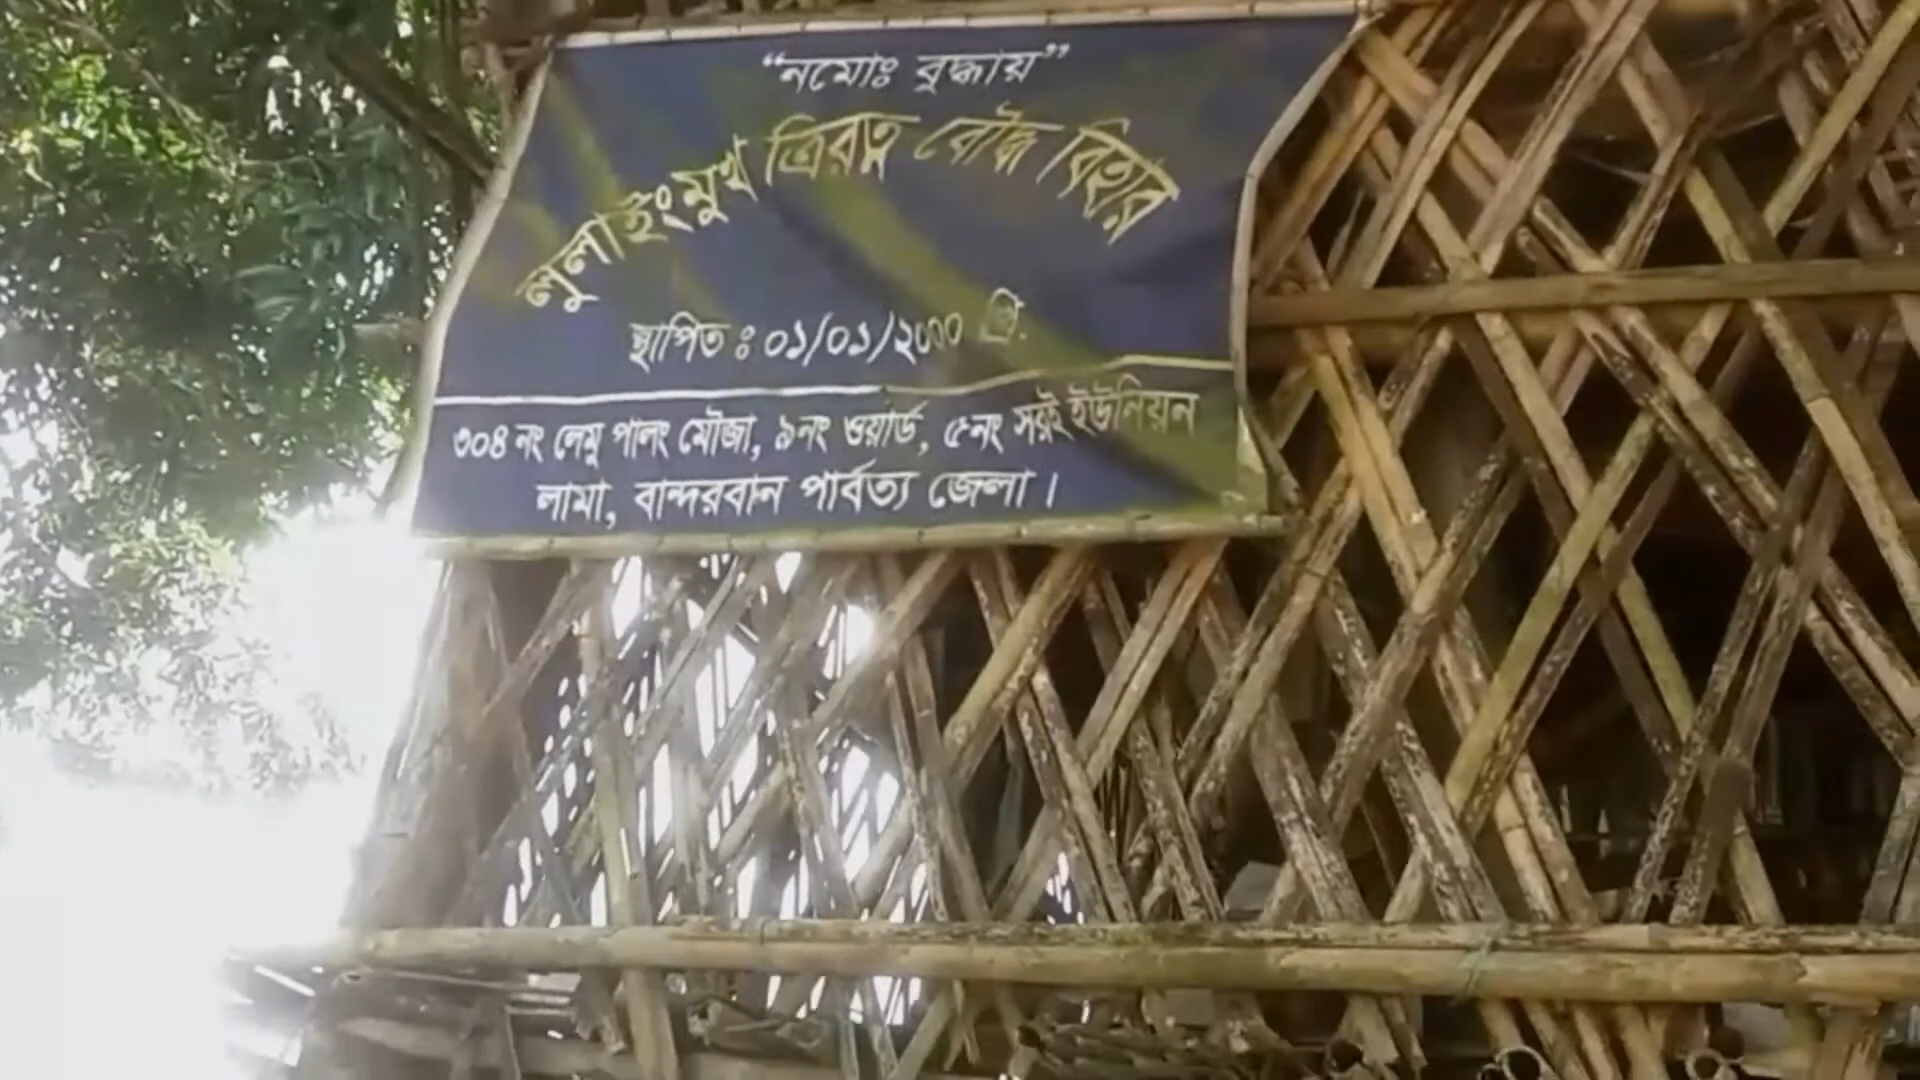 “নমোঃ বুদ্ধায়”
লুলাইংমুখ ত্রিরত্ন বৌদ্ধ বিহার
স্থাপিত ঃ ০১/০১/২০০০ খ্রি.
৩০৪ নং লেমু পালং মৌজা, ৯নং ওয়ার্ড, ৫নং সরই ইউনিয়ন
লামা, বান্দরবান পার্বত্য জেলা।